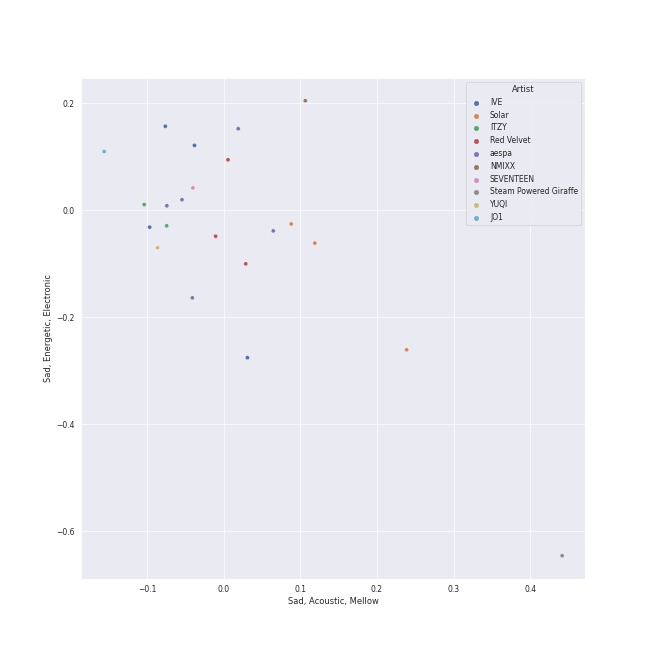 Artist
IVE
Solar
ITZY
Red Velvet
aespa
NMIXX
SEVENTEEN
Steam Powered Giraffe
YUQI
JO1
0.2
0.0
−0.2
−0.4
−0.6
Sad, Energetic, Electronic
−0.1
0.0
0.1
0.2
0.3
0.4
Sad, Acoustic, Mellow